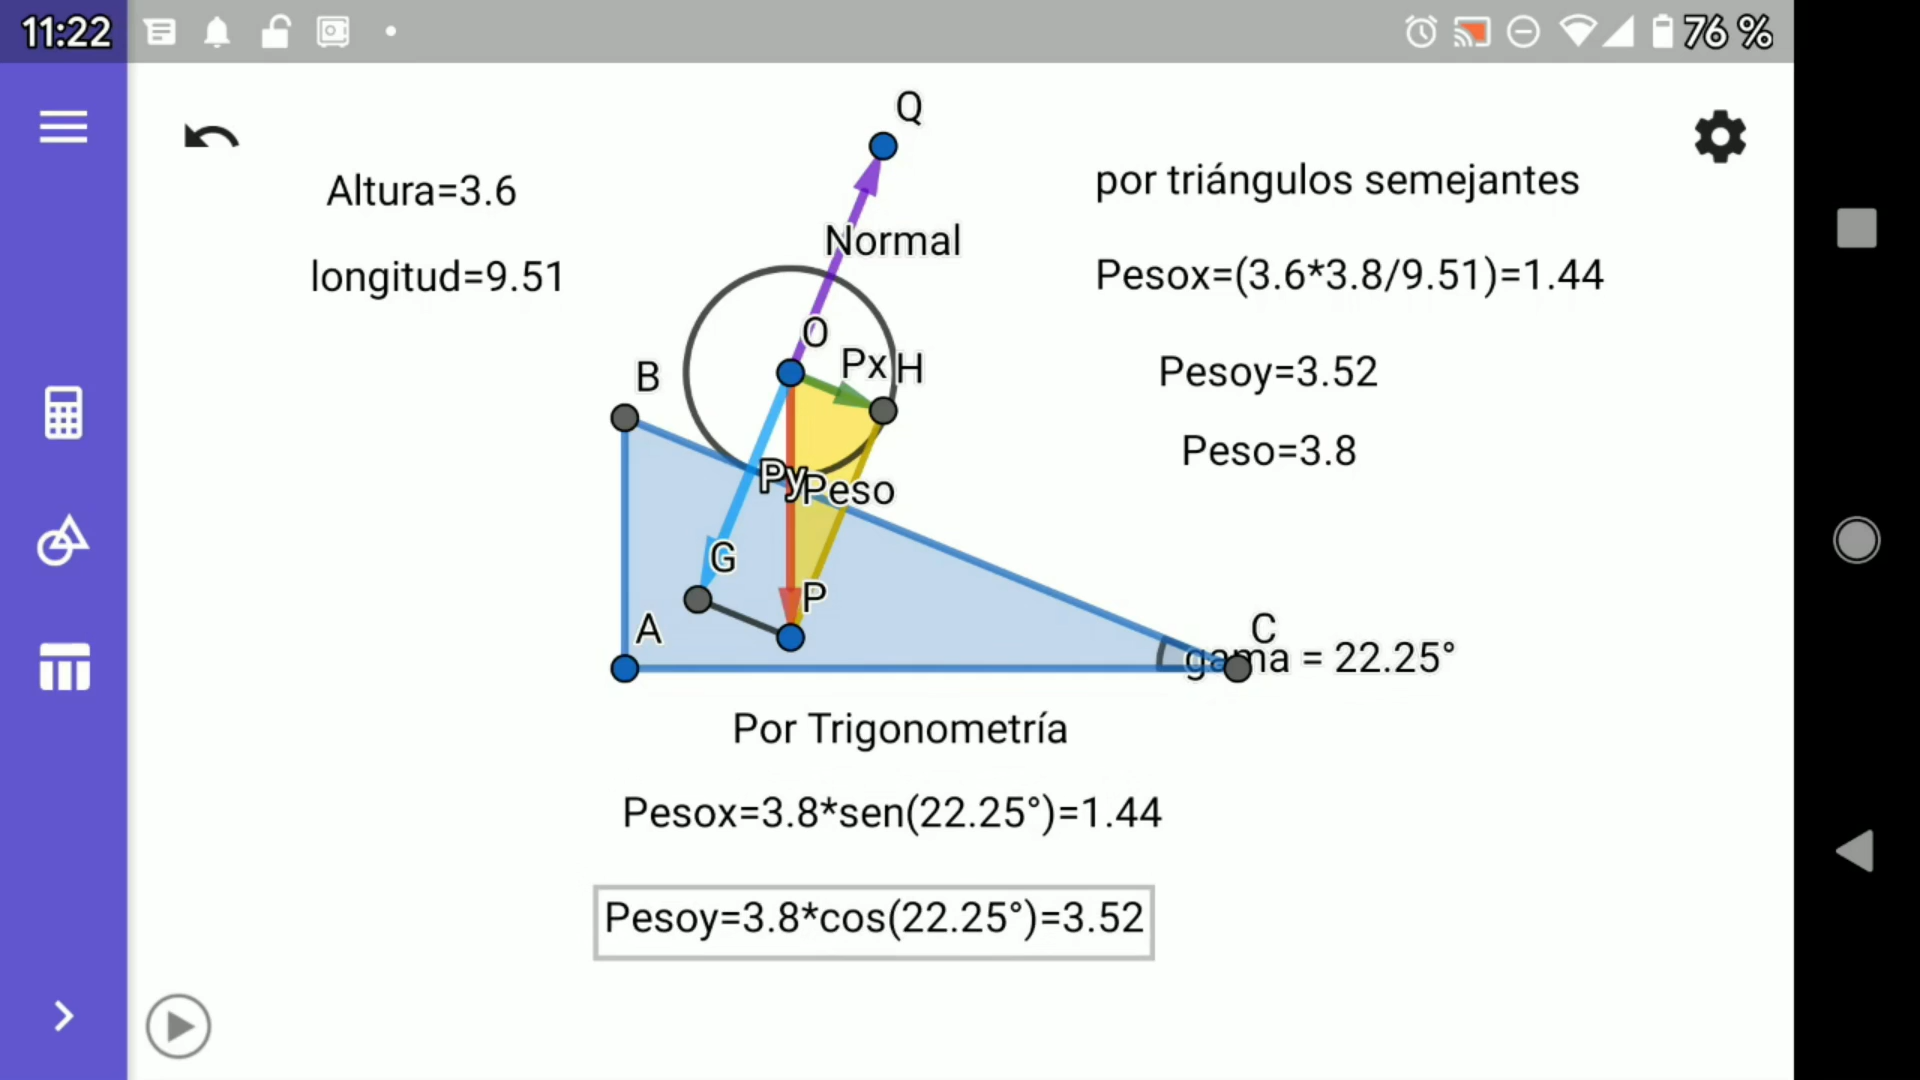 11:22
76 %
Q
Altura=3.6
por triángulos semejantes
Normal
longitud=9.51
Pesox=(3.6*3.8/9.51)=1.44
O
Px H
B
Pesoy=3.52
Peso=3.8
Py Peso
G
P
A
C
gama = 22.25°
Por Trigonometría
Pesox=3.8*sen(22.25°)=1.44
Pesoy=3.8*cos(22.25°)=3.52